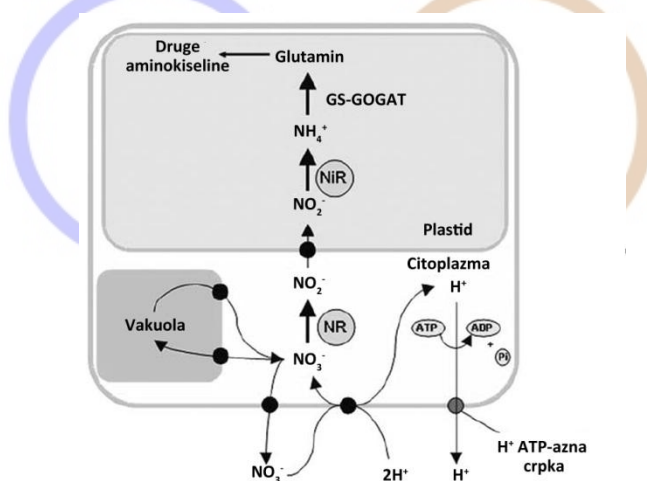 Druge
aminokiseline
Glutamin
GS-GOGAT
NH₄⁺
NiR
NO₂⁻
Plastid
Citoplazma
NO₂⁻
H⁺
Vakuola
NR
ATP
ADP
+
Pi
NO₃⁻
H⁺ ATP-azna
crpka
NO₃⁻
2H⁺
H⁺